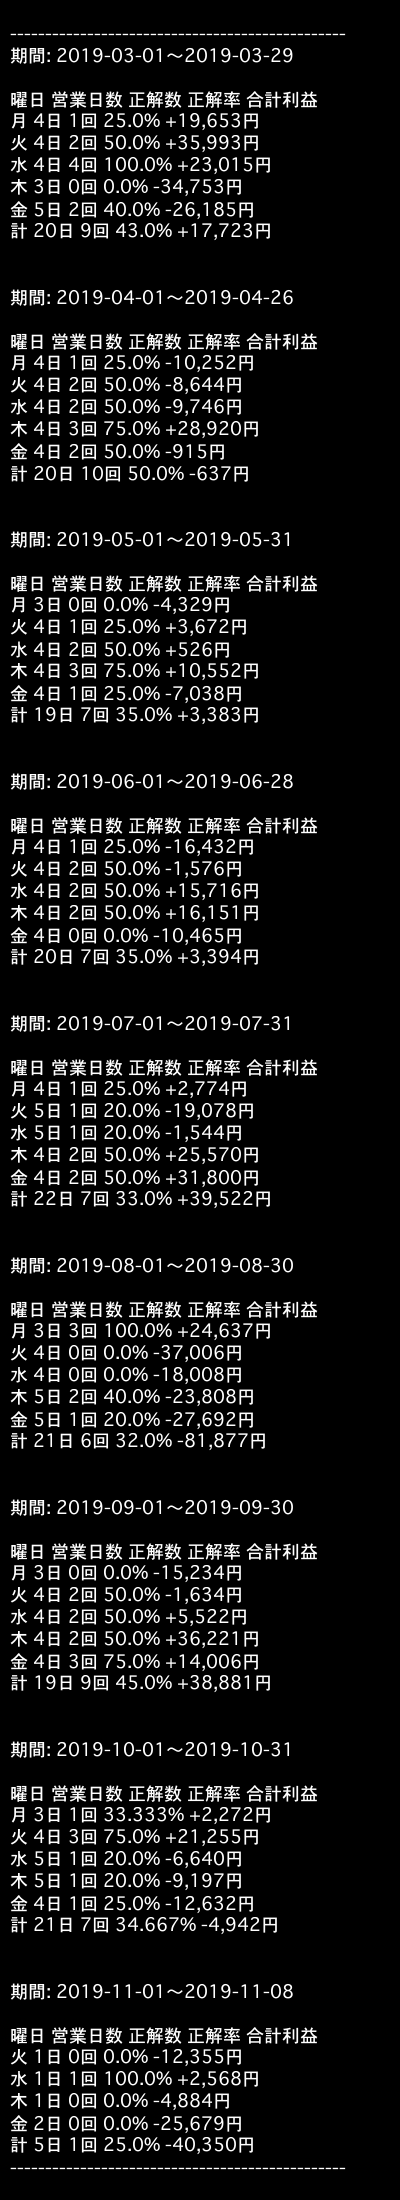 ------------------------------------------------
期間: 2019-03-01〜2019-03-29
曜日 営業日数 正解数 正解率 合計利益
月 4日 1回 25.0% +19,653円
火 4日 2回 50.0% +35,993円
水 4日 4回 100.0% +23,015円
木 3日 0回 0.0% -34,753円
金 5日 2回 40.0% -26,185円
計 20日 9回 43.0% +17,723円
期間: 2019-04-01〜2019-04-26
曜日 営業日数 正解数 正解率 合計利益
月 4日 1回 25.0% -10,252円
火 4日 2回 50.0% -8,644円
水 4日 2回 50.0% -9,746円
木 4日 3回 75.0% +28,920円
金 4日 2回 50.0% -915円
計 20日 10回 50.0% -637円
期間: 2019-05-01〜2019-05-31
曜日 営業日数 正解数 正解率 合計利益
月 3日 0回 0.0% -4,329円
火 4日 1回 25.0% +3,672円
水 4日 2回 50.0% +526円
木 4日 3回 75.0% +10,552円
金 4日 1回 25.0% -7,038円
計 19日 7回 35.0% +3,383円
期間: 2019-06-01〜2019-06-28
曜日 営業日数 正解数 正解率 合計利益
月 4日 1回 25.0% -16,432円
火 4日 2回 50.0% -1,576円
水 4日 2回 50.0% +15,716円
木 4日 2回 50.0% +16,151円
金 4日 0回 0.0% -10,465円
計 20日 7回 35.0% +3,394円
期間: 2019-07-01〜2019-07-31
曜日 営業日数 正解数 正解率 合計利益
月 4日 1回 25.0% +2,774円
火 5日 1回 20.0% -19,078円
水 5日 1回 20.0% -1,544円
木 4日 2回 50.0% +25,570円
金 4日 2回 50.0% +31,800円
計 22日 7回 33.0% +39,522円
期間: 2019-08-01〜2019-08-30
曜日 営業日数 正解数 正解率 合計利益
月 3日 3回 100.0% +24,637円
火 4日 0回 0.0% -37,006円
水 4日 0回 0.0% -18,008円
木 5日 2回 40.0% -23,808円
金 5日 1回 20.0% -27,692円
計 21日 6回 32.0% -81,877円
期間: 2019-09-01〜2019-09-30
曜日 営業日数 正解数 正解率 合計利益
月 3日 0回 0.0% -15,234円
火 4日 2回 50.0% -1,634円
水 4日 2回 50.0% +5,522円
木 4日 2回 50.0% +36,221円
金 4日 3回 75.0% +14,006円
計 19日 9回 45.0% +38,881円
期間: 2019-10-01〜2019-10-31
曜日 営業日数 正解数 正解率 合計利益
月 3日 1回 33.333% +2,272円
火 4日 3回 75.0% +21,255円
水 5日 1回 20.0% -6,640円
木 5日 1回 20.0% -9,197円
金 4日 1回 25.0% -12,632円
計 21日 7回 34.667% -4,942円
期間: 2019-11-01〜2019-11-08
曜日 営業日数 正解数 正解率 合計利益
火 1日 0回 0.0% -12,355円
水 1日 1回 100.0% +2,568円
木 1日 0回 0.0% -4,884円
金 2日 0回 0.0% -25,679円
計 5日 1回 25.0% -40,350円
------------------------------------------------